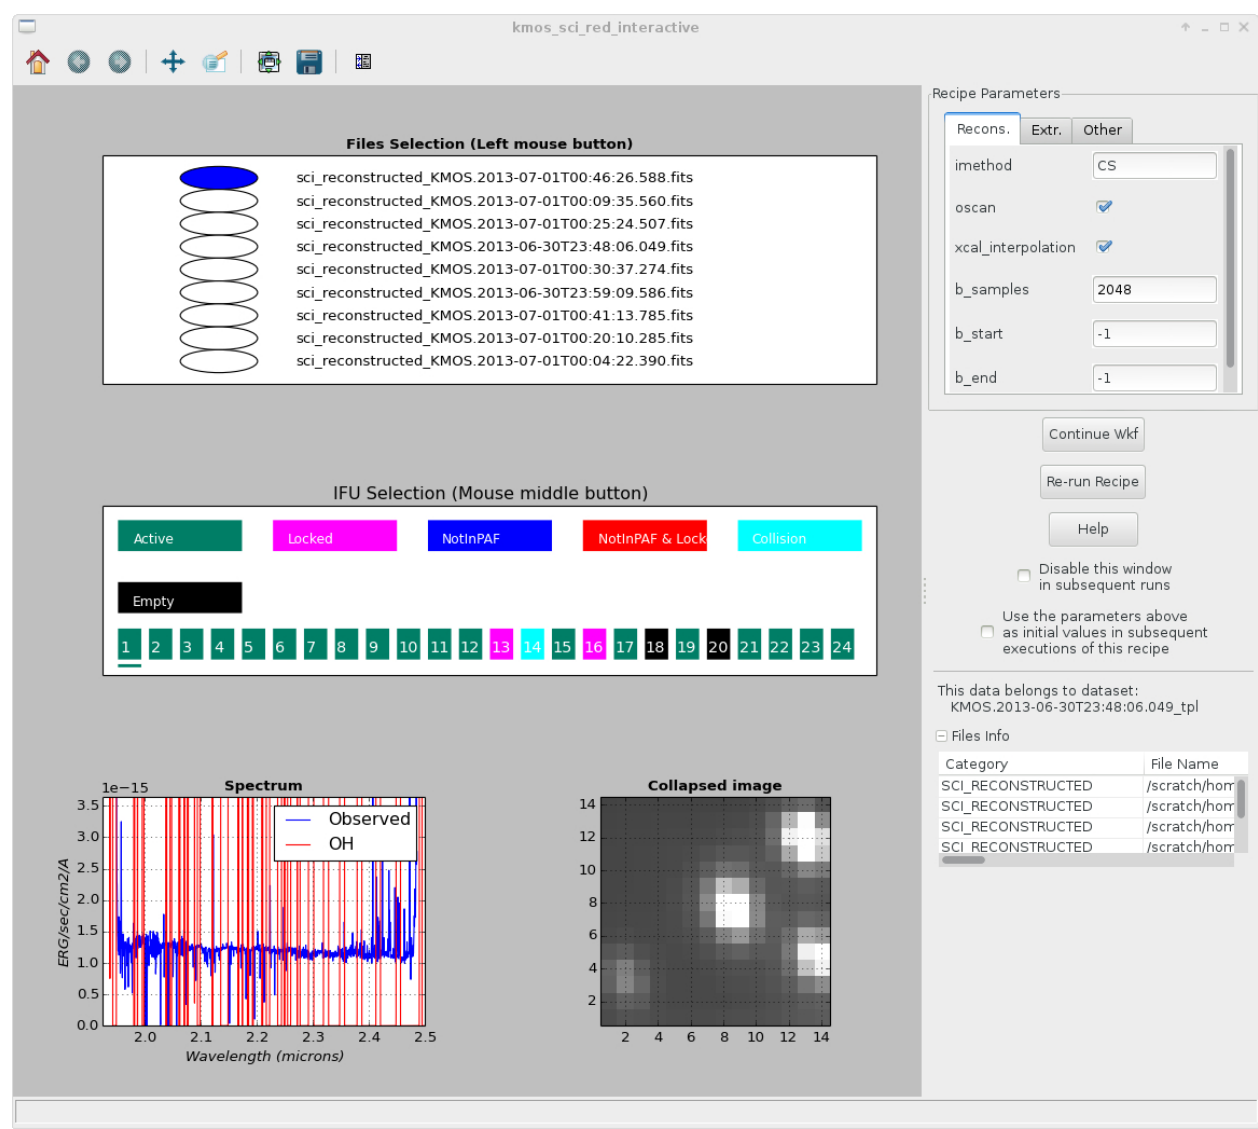 kmos_sci_red_interactive
Files Selection (Left mouse button)
sci_reconstructed_KMOS.2013-07-01T00:46:26.588.fits
sci_reconstructed_KMOS.2013-07-01T00:09:35.560.fits
sci_reconstructed_KMOS.2013-07-01T00:25:24.507.fits
sci_reconstructed_KMOS.2013-06-30T23:48:06.049.fits
sci_reconstructed_KMOS.2013-07-01T00:30:37.274.fits
sci_reconstructed_KMOS.2013-06-30T23:59:09.586.fits
sci_reconstructed_KMOS.2013-07-01T00:41:13.785.fits
sci_reconstructed_KMOS.2013-07-01T00:20:10.285.fits
sci_reconstructed_KMOS.2013-07-01T00:04:22.390.fits
IFU Selection (Mouse middle button)
Active Locked NotInPAF NotInPAF & Lock Collision
Empty
1 2 3 4 5 6 7 8 9 10 11 12 13 14 15 16 17 18 19 20 21 22 23 24
Spectrum
1e−15
3.5
3.0
2.5
2.0
1.5
1.0
0.5
0.0
ERG/sec/cm2/A
Observed
OH
2.0 2.1 2.2 2.3 2.4 2.5
Wavelength (microns)
Collapsed image
14
12
10
8
6
4
2
2 4 6 8 10 12 14
Recipe Parameters
Recons. Extr. Other
imethod CS
oscan
xcal_interpolation
b_samples 2048
b_start -1
b_end -1
Continue Wkf
Re-run Recipe
Help
Disable this window
in subsequent runs
Use the parameters above
as initial values in subsequent
executions of this recipe
This data belongs to dataset:
KMOS.2013-06-30T23:48:06.049_tpl
Files Info
Category File Name
SCI_RECONSTRUCTED /scratch/hom
SCI_RECONSTRUCTED /scratch/hom
SCI_RECONSTRUCTED /scratch/hom
SCI_RECONSTRUCTED /scratch/hom